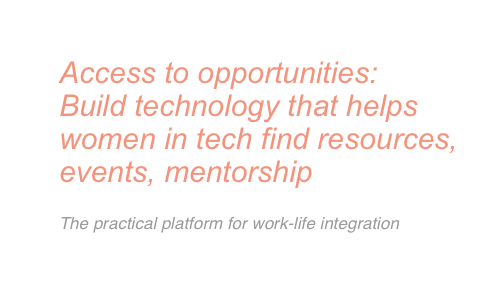 Access to opportunities:
Build technology that helps
women in tech find resources,
events, mentorship
The practical platform for work-life integration